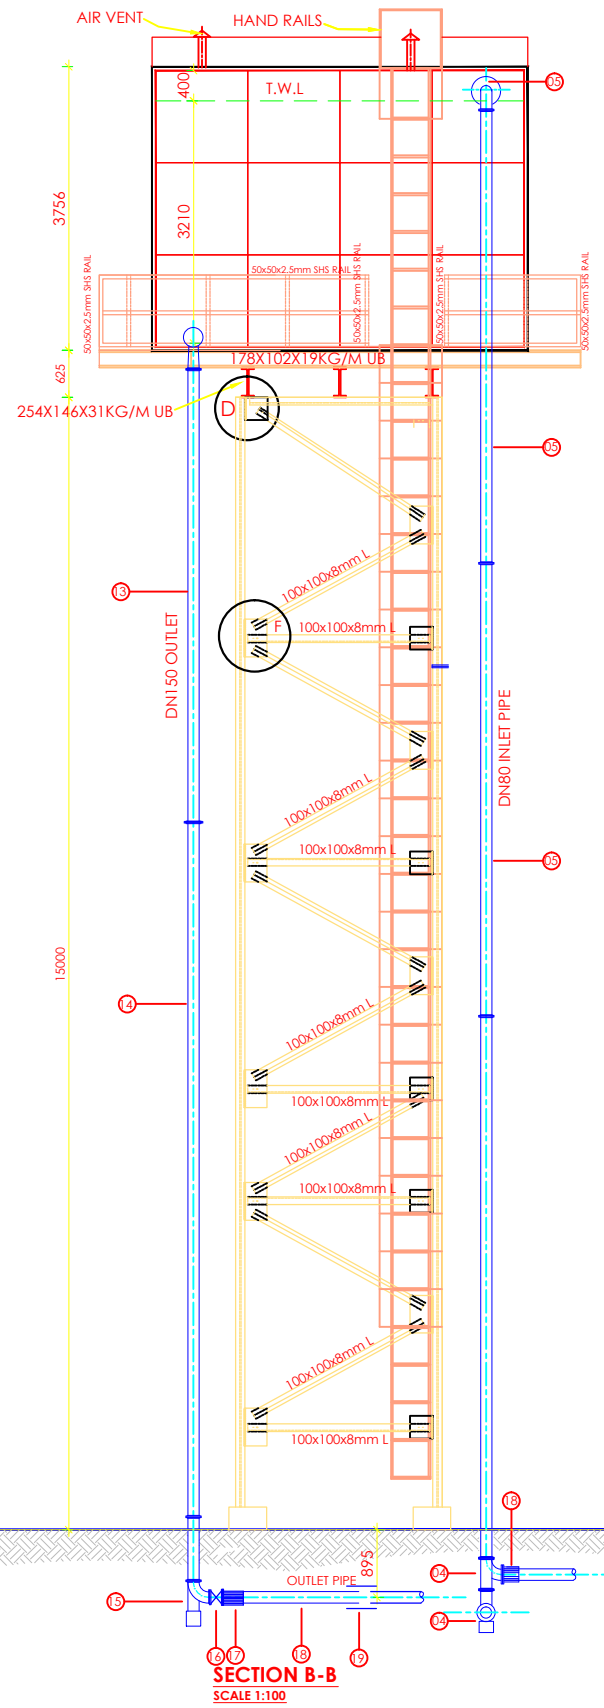 AIR VENT
HAND RAILS
400
T.W.L
05
3756
3210
50x50x2.5mm SHS RAIL
50x50x2.5mm SHS RAIL
50x50x2.5mm SHS RAIL
50x50x2.5mm SHS RAIL
50x50x2.5mm SHS RAIL
178X102X19KG/M UB
625
254X146X31KG/M UB
D
05
100x100x8mm L
13
F
100x100x8mm L
DN150 OUTLET
DN80 INLET PIPE
100x100x8mm L
100x100x8mm L
05
15000
14
100x100x8mm L
100x100x8mm L
100x100x8mm L
100x100x8mm L
100x100x8mm L
100x100x8mm L
18
895
04
OUTLET PIPE
15
04
16
17
18
19
SECTION B-B
SCALE 1:100